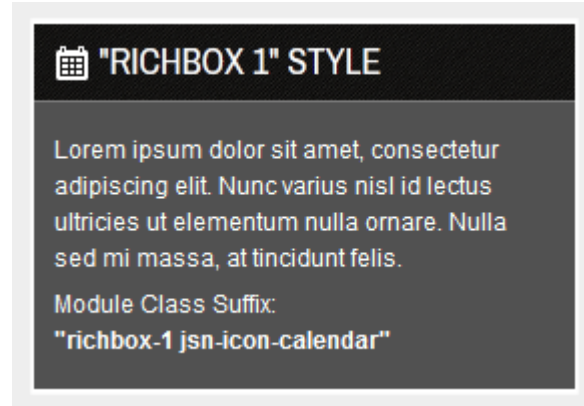 "RICHBOX 1" STYLE
Lorem ipsum dolor sit amet, consectetur
adipiscing elit. Nunc varius nisl id lectus
ultricies ut elementum nulla ornare. Nulla
sed mi massa, at tincidunt felis.
Module Class Suffix:
"richbox-1 jsn-icon-calendar"